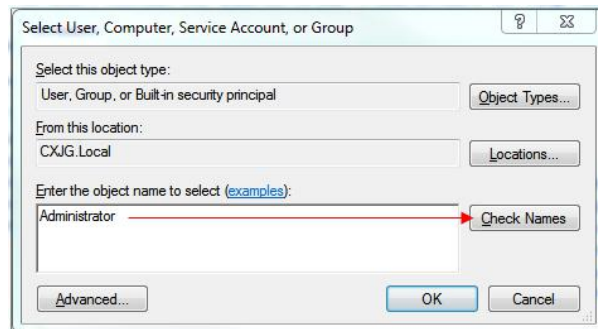 Select User, Computer, Service Account, or Group
Select this object type:
User, Group, or Built-in security principal
Object Types...
From this location:
CXJG.Local
Locations...
Enter the object name to select (examples):
Administrator
Check Names
Advanced...
OK
Cancel